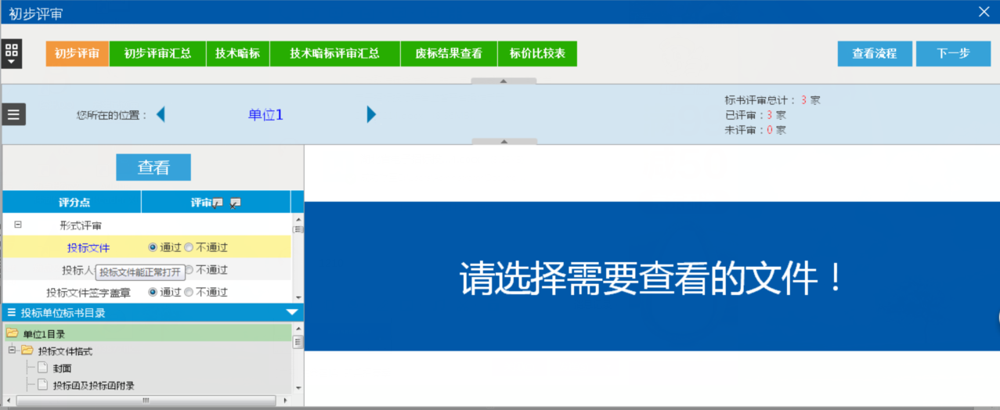 初步评审
初步评审 初步评审汇总 技术暗标 技术暗标评审汇总 废标结果查看 标价比较表 查看流程 下一步
标书评审总计： 3 家
您所在的位置： 单位1 已评审：3 家
未评审：0 家
查看
评分点 评审
形式评审
投标文件 通过 不通过
投标人 不通过
投标文件能正常打开
投标文件签字盖章 通过 不通过
请选择需要查看的文件！
投标单位标书目录
单位1目录
投标文件格式
封面
投标函及投标函附录